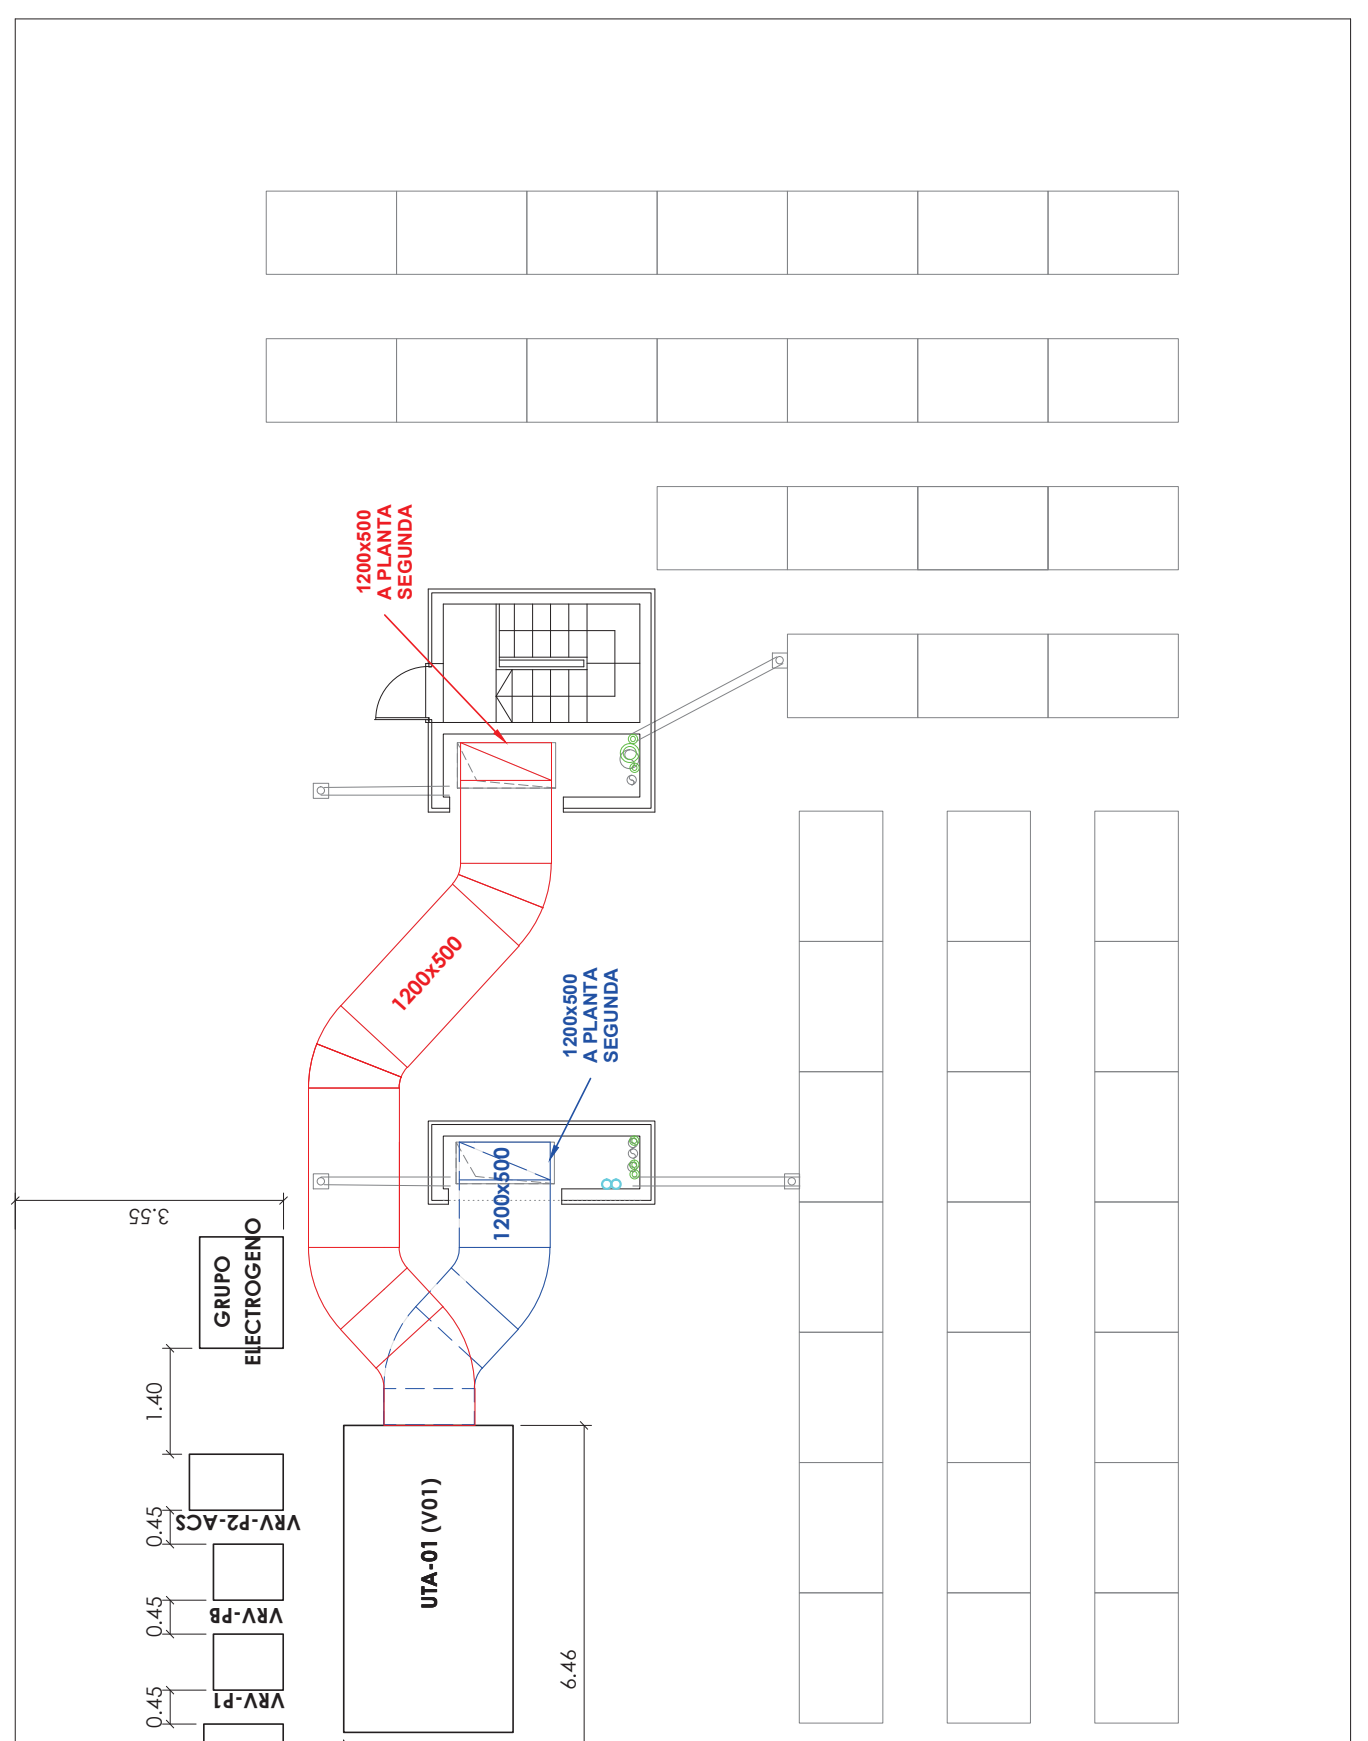 1200x500
A PLANTA
SEGUNDA
1200x500
1200x500
A PLANTA
SEGUNDA
1200x500
3.55
GRUPO
ELECTROGENO
1.40
VRV-P2-ACS
0.45
VRV-PB
0.45
VRV-P1
0.45
UTA-01 (V01)
6.46